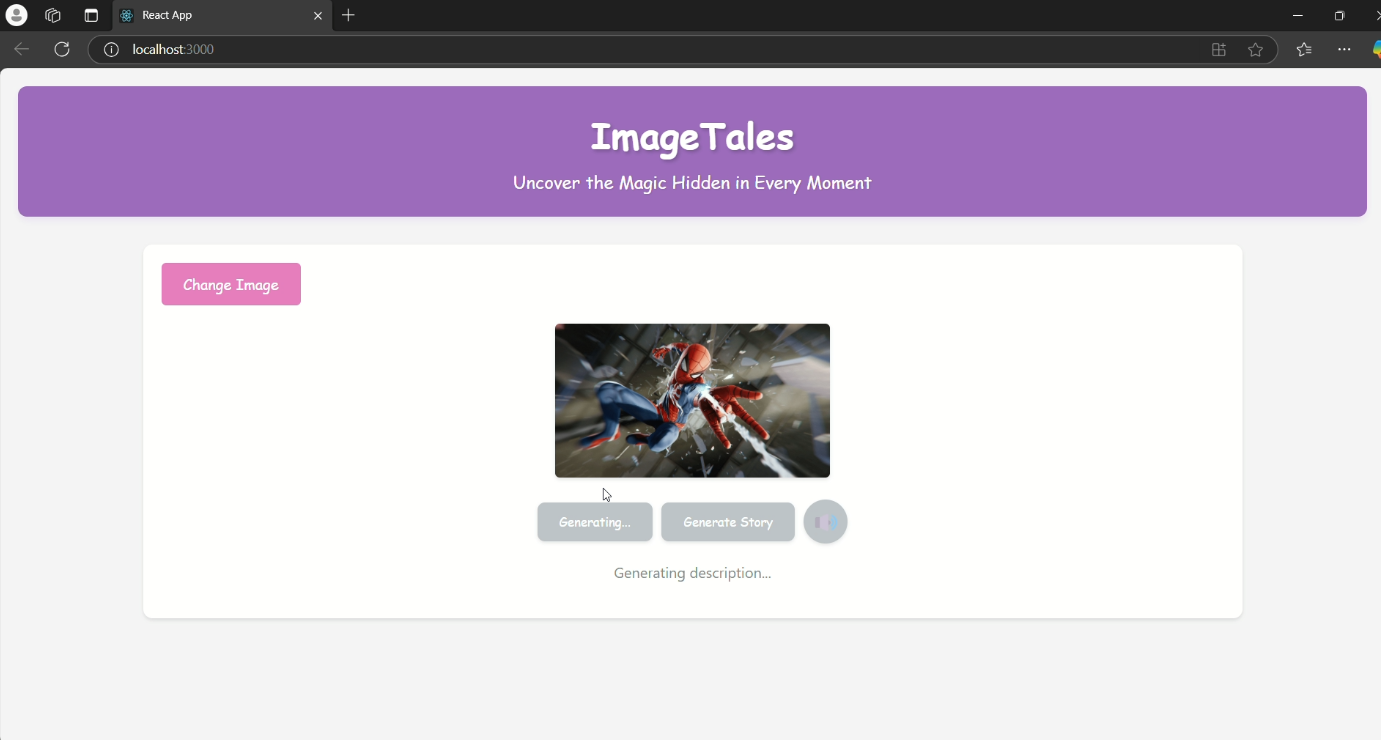 React App
localhost:3000
ImageTales
Uncover the Magic Hidden in Every Moment
Change Image
Generating...
Generate Story
Generating description...